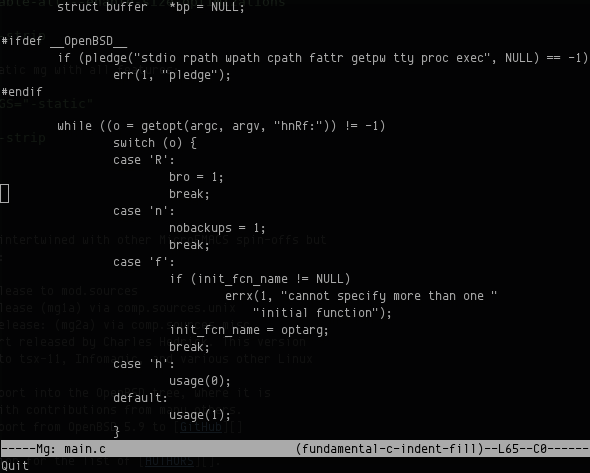 struct buffer *bp = NULL;
#ifdef __OpenBSD__
if (pledge("stdio rpath wpath cpath fattr getpw tty proc exec", NULL) == -1)
err(1, "pledge");
#endif
while ((o = getopt(argc, argv, "hnRf:")) != -1)
switch (o) {
case 'R':
bro = 1;
break;
case 'n':
nobackups = 1;
break;
case 'f':
if (init_fcn_name != NULL)
errx(1, "cannot specify more than one "
"initial function");
init_fcn_name = optarg;
break;
case 'h':
usage(0);
default:
usage(1);
}
-----Mg: main.c (fundamental-c-indent-fill)--L65--C0------
Quit